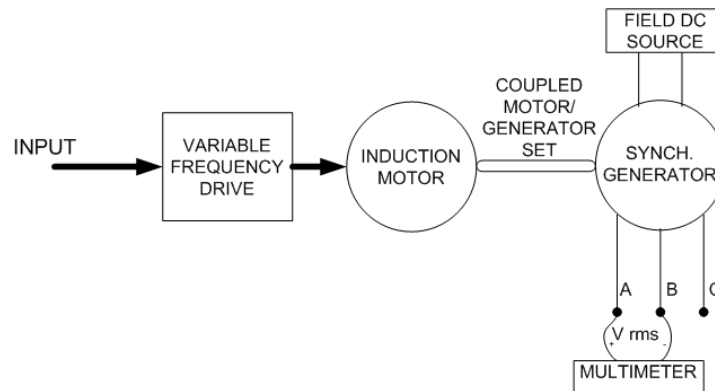 FIELD DC
SOURCE
COUPLED
MOTOR/
GENERATOR
SET
INPUT
VARIABLE
FREQUENCY
DRIVE
INDUCTION
MOTOR
SYNCH.
GENERATOR
A
B
C
+ V rms -
MULTIMETER